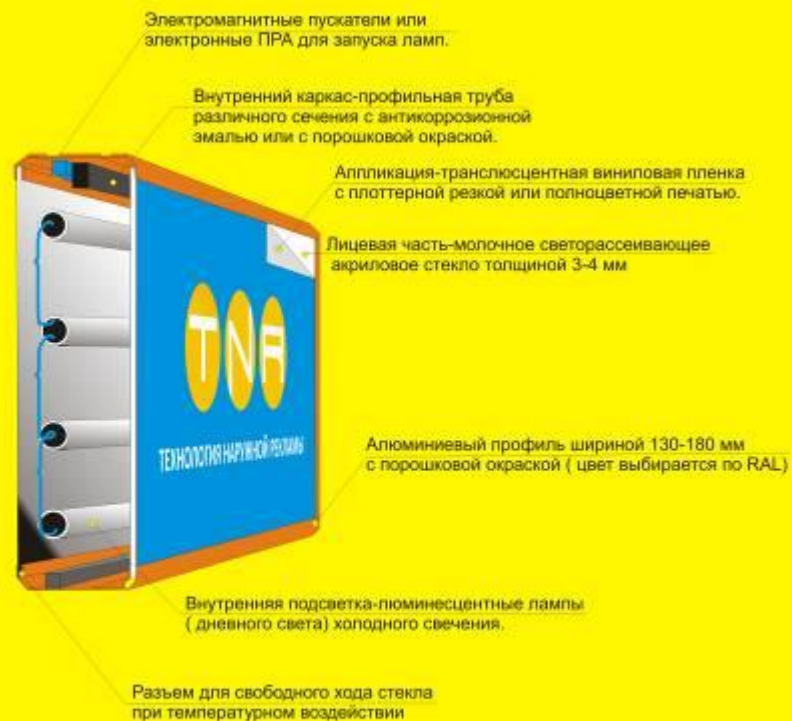 Электромагнитные пускатели или
электронные ПРА для запуска ламп.
Внутренний каркас-профильная труба
различного сечения с антикоррозионной
эмалью или с порошковой окраской.
Аппликация-транслюсцентная виниловая пленка
с плоттерной резкой или полноцветной печатью.
Лицевая часть-молочное светорассеивающее
акриловое стекло толщиной 3-4 мм
TNR
ТЕХНОЛОГИЯ НАРУЖНОЙ РЕКЛАМЫ
Алюминиевый профиль шириной 130-180 мм
с порошковой окраской ( цвет выбирается по RAL)
Внутренняя подсветка-люминесцентные лампы
( дневного света) холодного свечения.
Разъем для свободного хода стекла
при температурном воздействии